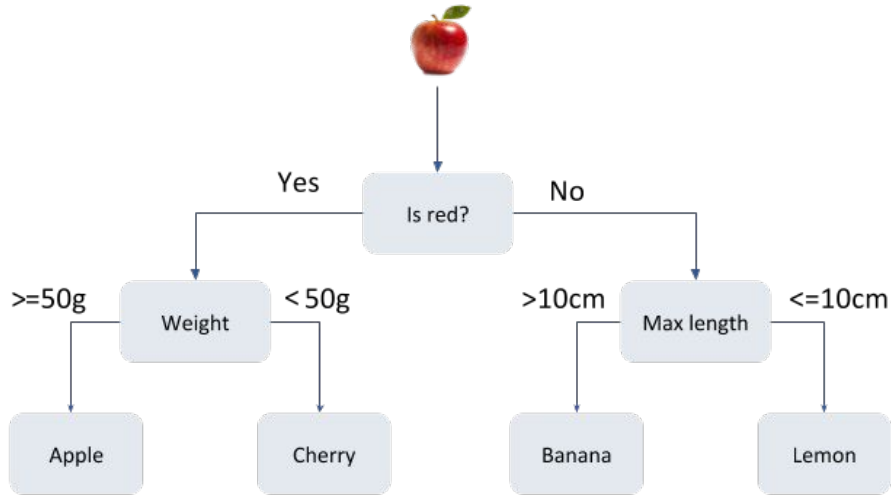 Yes
No
Is red?
>=50g
< 50g
>10cm
<=10cm
Weight
Max length
Apple
Cherry
Banana
Lemon